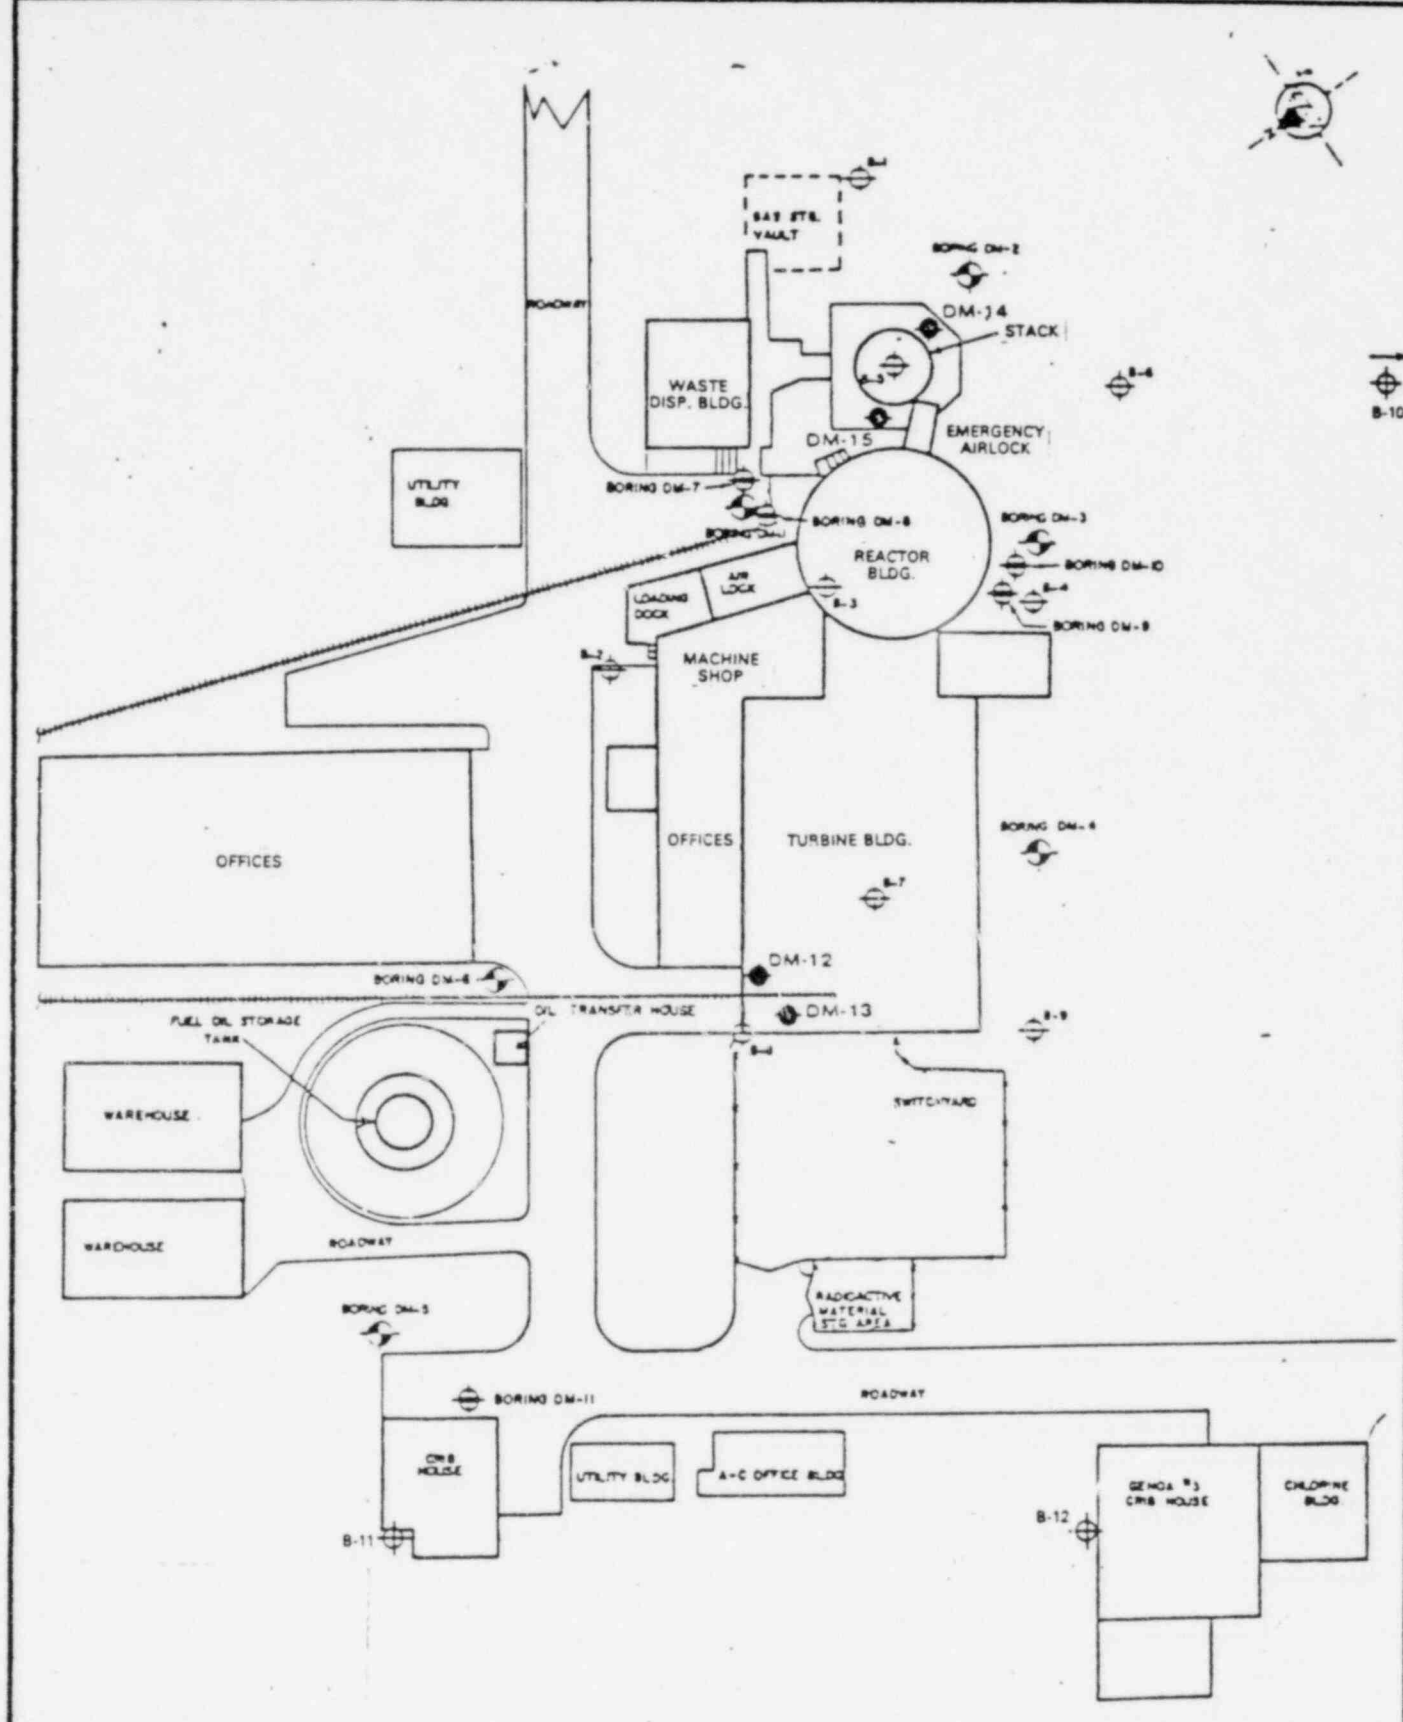 B-1
GAS STG.
VAULT
BORING DM-2
DM-14
STACK
ROADWAY
B-5
B-6
B-10
WASTE
DISP. BLDG.
DM-15
EMERGENCY
AIRLOCK
UTILITY
BLDG.
BORING DM-7
BORING DM-8
BORING DM-3
REACTOR
BLDG.
BORING DM-10
AIR
LOCK
LOADING
DOCK
B-3
B-4
BORING DM-9
B-2
MACHINE
SHOP
OFFICES
OFFICES
TURBINE BLDG.
BORING DM-4
B-7
DM-12
BORING DM-6
OIL TRANSFER HOUSE
DM-13
FUEL OIL STORAGE
TANK
B-9
WAREHOUSE
SWITCHYARD
WAREHOUSE
ROADWAY
RADIOACTIVE
MATERIAL
STG AREA
BORING DM-5
BORING DM-11
ROADWAY
CRIB
HOUSE
UTILITY BLDG
A-C OFFICE BLDG
GENOA #3
CRIB HOUSE
CHLORINE
BLDG.
B-11
B-12